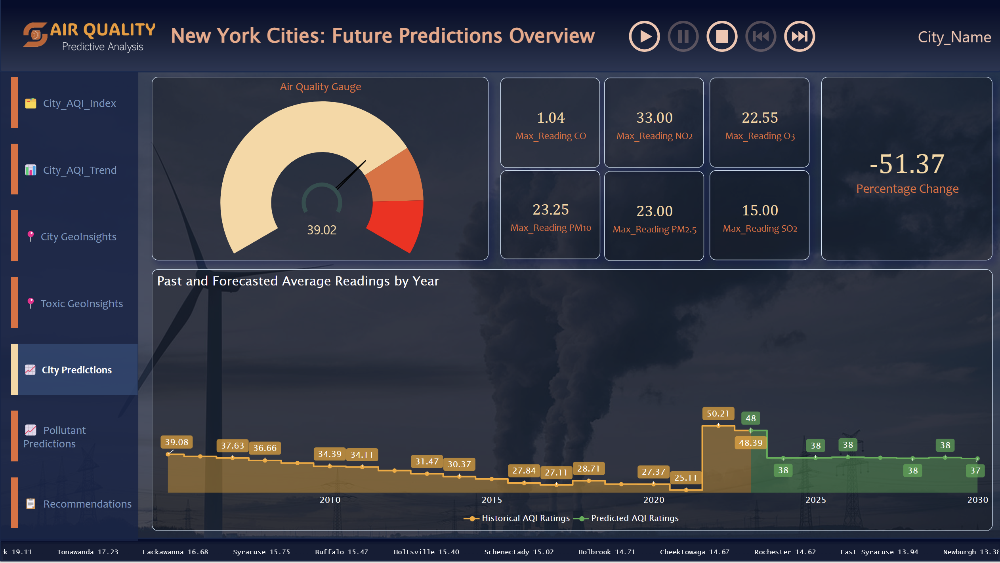 AIR QUALITY
Predictive Analysis
New York Cities: Future Predictions Overview
City_Name
City_AQI_Index
City_AQI_Trend
City GeoInsights
Toxic GeoInsights
City Predictions
Pollutant
Predictions
Recommendations
Air Quality Gauge
39.02
1.04
Max_Reading CO
33.00
Max_Reading NO2
22.55
Max_Reading O3
23.25
Max_Reading PM10
23.00
Max_Reading PM2.5
15.00
Max_Reading SO2
-51.37
Percentage Change
Past and Forecasted Average Readings by Year
39.08
37.63
36.66
34.39
34.11
31.47
30.37
27.84
27.11
28.71
27.37
25.11
50.21
48
48.39
38
38
38
38
38
37
2010
2015
2020
2025
2030
Historical AQI Ratings
Predicted AQI Ratings
k 19.11 Tonawanda 17.23 Lackawanna 16.68 Syracuse 15.75 Buffalo 15.47 Holtsville 15.40 Schenectady 15.02 Holbrook 14.71 Cheektowaga 14.67 Rochester 14.62 East Syracuse 13.94 Newburgh 13.38